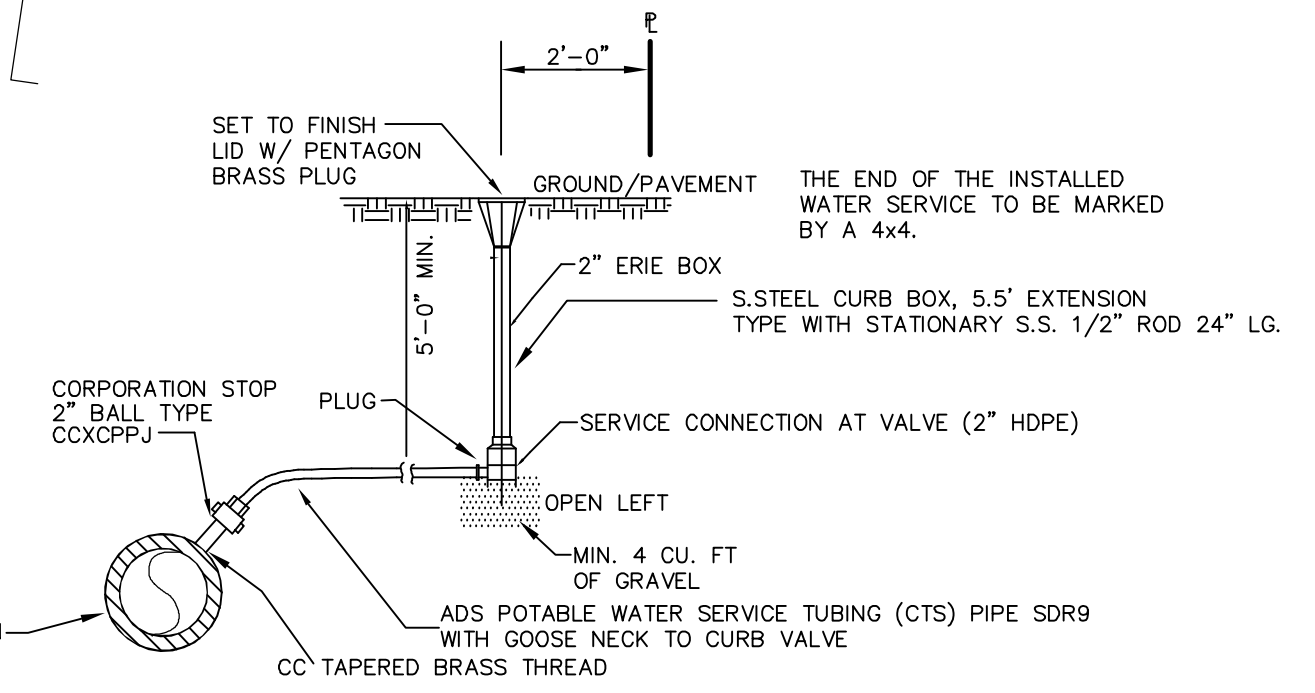 ℄
2'-0"
SET TO FINISH
LID W/ PENTAGON
BRASS PLUG
GROUND/PAVEMENT
THE END OF THE INSTALLED
WATER SERVICE TO BE MARKED
BY A 4x4.
5'-0" MIN.
2" ERIE BOX
S.STEEL CURB BOX, 5.5' EXTENSION
TYPE WITH STATIONARY S.S. 1/2" ROD 24" LG.
CORPORATION STOP
2" BALL TYPE
CCXCPPJ
PLUG
SERVICE CONNECTION AT VALVE (2" HDPE)
OPEN LEFT
MIN. 4 CU. FT
OF GRAVEL
ADS POTABLE WATER SERVICE TUBING (CTS) PIPE SDR9
WITH GOOSE NECK TO CURB VALVE
CC TAPERED BRASS THREAD